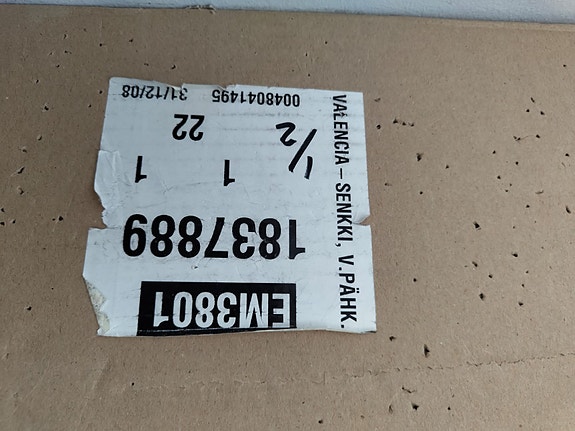 EM3801
1837889
1 1
1/2
22
0048041495 31/12/08
VALENCIA – SENKKI, V.PÄHK.